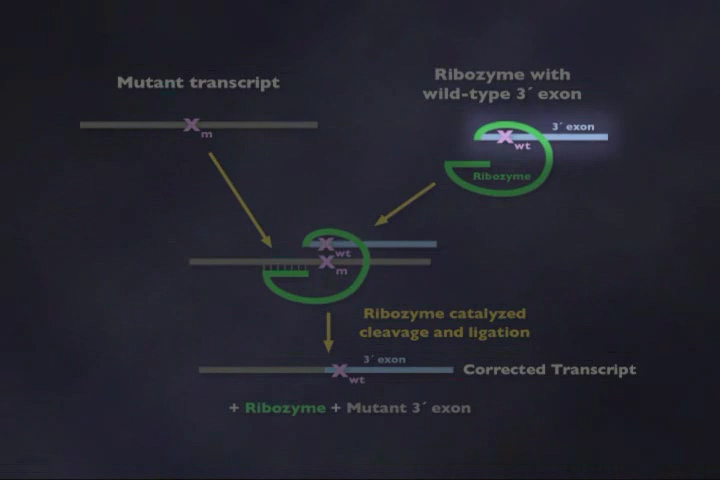 Mutant transcript
Ribozyme with
wild-type 3´ exon
X
m
3´ exon
X
wt
Ribozyme
X
wt
X
m
Ribozyme catalyzed
cleavage and ligation
3´ exon
X
wt
Corrected Transcript
+ Ribozyme + Mutant 3´ exon